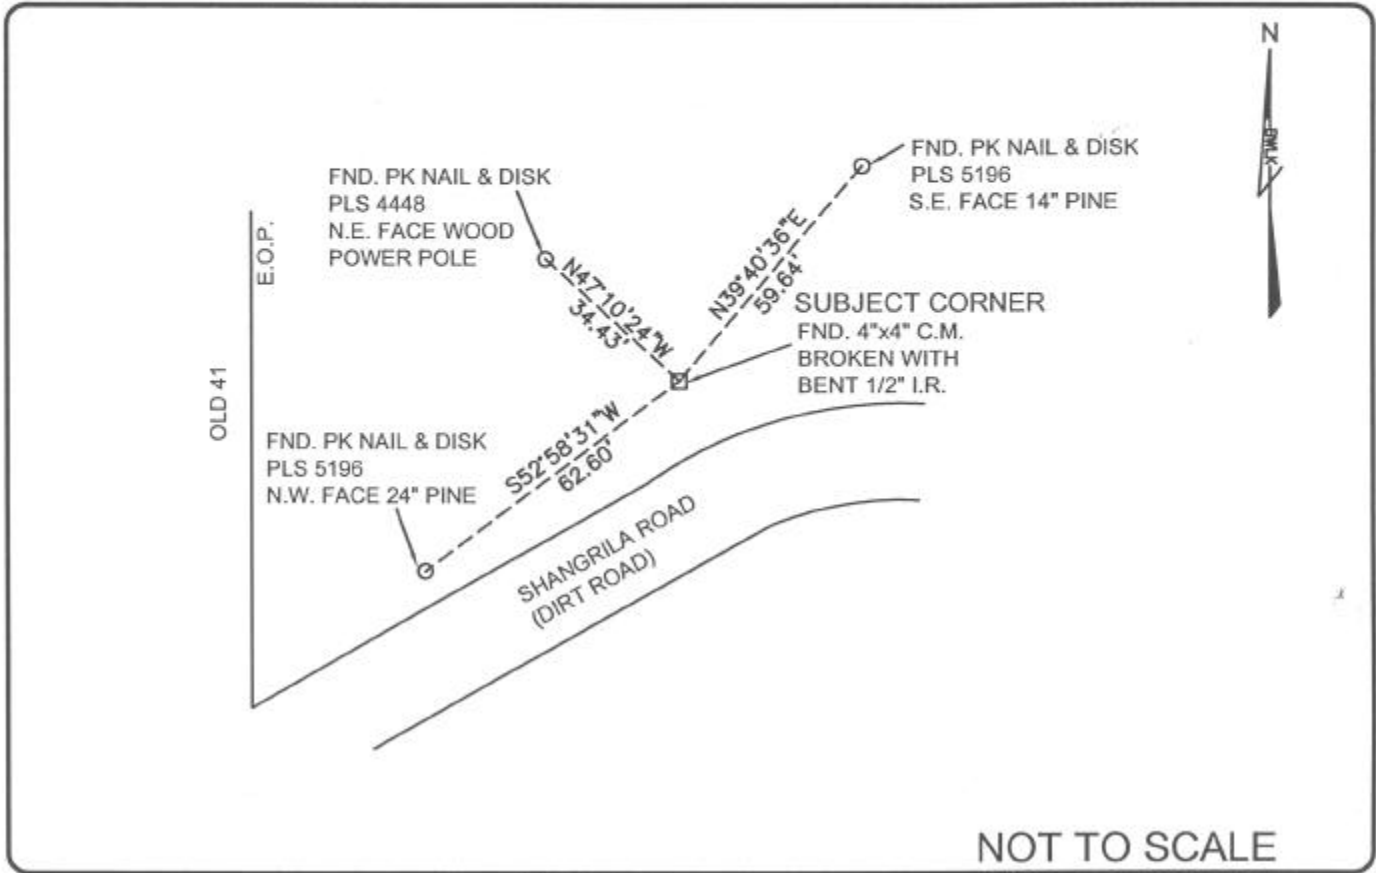 N
FND. PK NAIL & DISK
PLS 5196
S.E. FACE 14" PINE
FND. PK NAIL & DISK
PLS 4448
N.E. FACE WOOD
POWER POLE
E.O.P.
N47°10'24"W
34.43'
N39°40'36"E
59.64'
SUBJECT CORNER
FND. 4"x4" C.M.
BROKEN WITH
BENT 1/2" I.R.
OLD 41
FND. PK NAIL & DISK
PLS 5196
N.W. FACE 24" PINE
S52°58'31"W
62.60'
SHANGRILA ROAD
(DIRT ROAD)
NOT TO SCALE